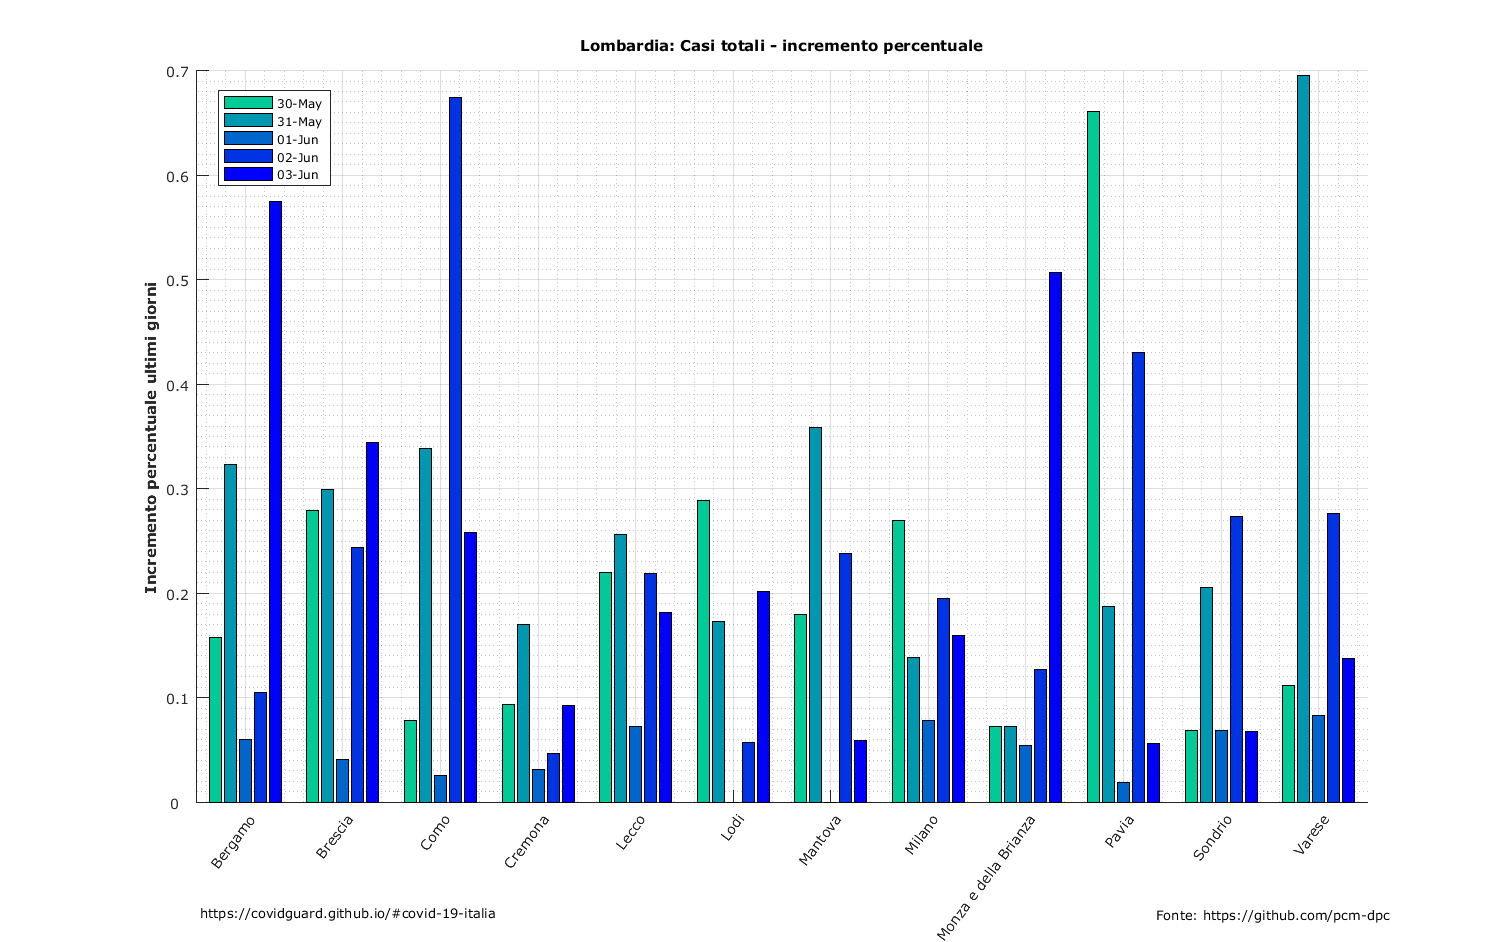 Lombardia: Casi totali - incremento percentuale
Incremento percentuale ultimi giorni
0.7
0.6
0.5
0.4
0.3
0.2
0.1
0
30-May
31-May
01-Jun
02-Jun
03-Jun
Bergamo
Brescia
Como
Cremona
Lecco
Lodi
Mantova
Milano
Monza e della Brianza
Pavia
Sondrio
Varese
https://covidguard.github.io/#covid-19-italia
Fonte: https://github.com/pcm-dpc